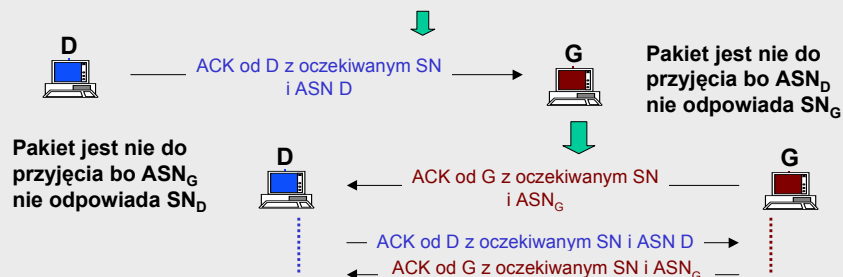 D
ACK od D z oczekiwanym SN
i ASN D
G
Pakiet jest nie do
przyjęcia bo ASN_D
nie odpowiada SN_G
Pakiet jest nie do
przyjęcia bo ASN_G
nie odpowiada SN_D
D
ACK od G z oczekiwanym SN
i ASN_G
G
ACK od D z oczekiwanym SN i ASN D
ACK od G z oczekiwanym SN i ASN_G